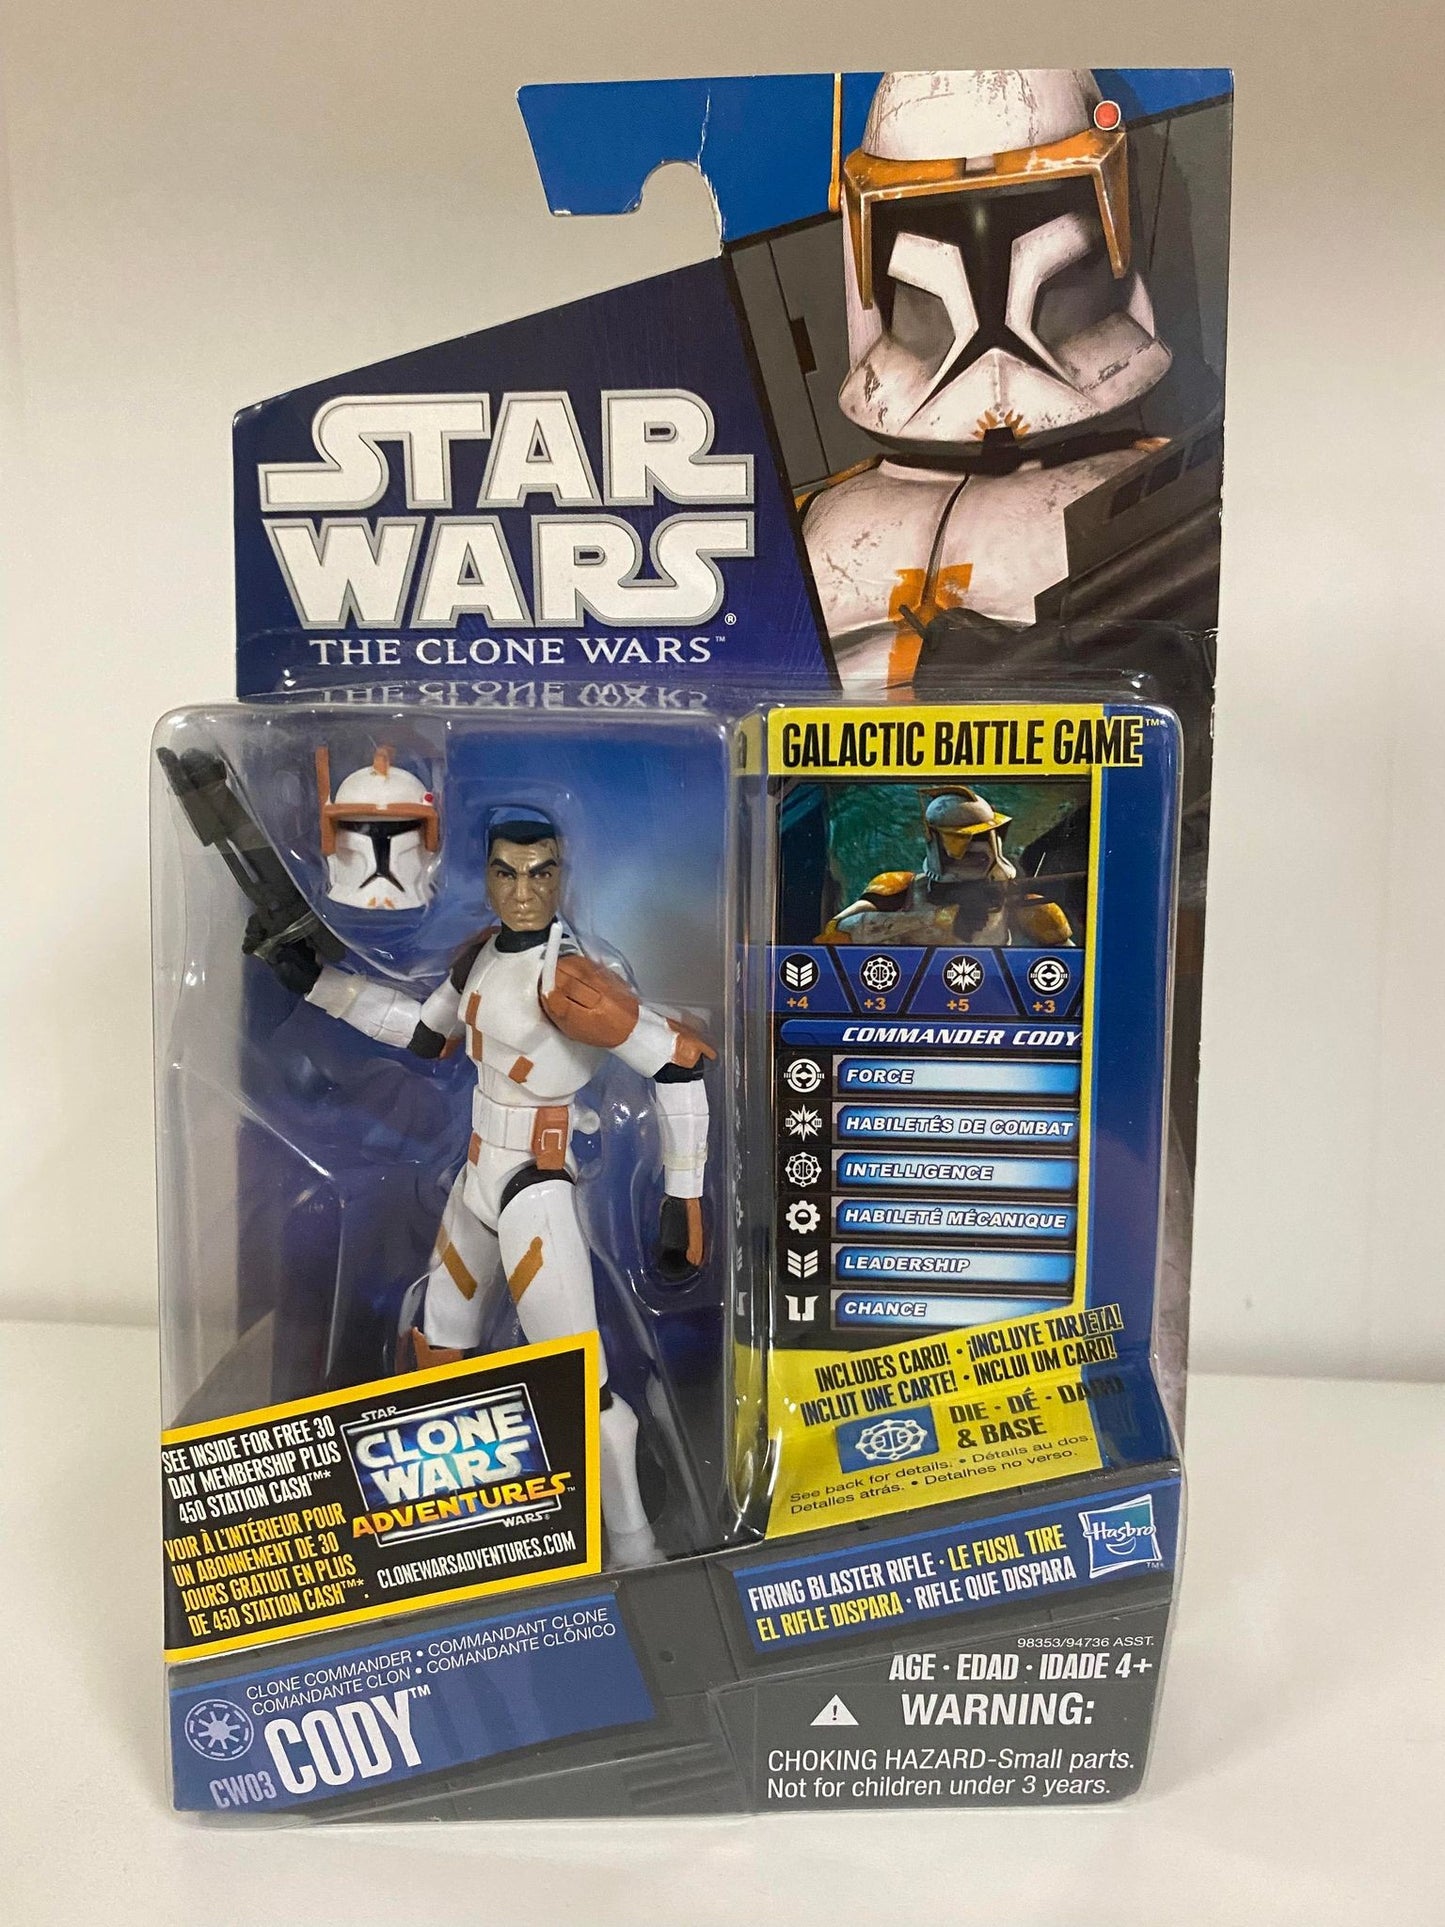 STAR
WARS®
THE CLONE WARS™
GALACTIC BATTLE GAME™
+4 +3 +5 +3
COMMANDER CODY
FORCE
HABILETÉS DE COMBAT
INTELLIGENCE
HABILETÉ MÉCANIQUE
LEADERSHIP
CHANCE
INCLUDES CARD! • ¡INCLUYE TARJETA!
INCLUT UNE CARTE! • INCLUI UM CARD!
DIE • DÉ • DADO
& BASE
See back for details. • Détails au dos.
Detalles atrás. • Detalhes no verso.
SEE INSIDE FOR FREE 30
DAY MEMBERSHIP PLUS
450 STATION CASH™*
VOIR À L'INTÉRIEUR POUR
UN ABONNEMENT DE 30
JOURS GRATUIT EN PLUS
DE 450 STATION CASH™*.
STAR
CLONE
WARS
ADVENTURES™
WARS®
CLONEWARSADVENTURES.COM
Hasbro
TM®
FIRING BLASTER RIFLE • LE FUSIL TIRE
EL RIFLE DISPARA • RIFLE QUE DISPARA
CLONE COMMANDER • COMMANDANT CLONE
COMANDANTE CLON • COMANDANTE CLÔNICO
CW03 CODY™
98353/94736 ASST.
AGE • EDAD • IDADE 4+
WARNING:
CHOKING HAZARD-Small parts.
Not for children under 3 years.